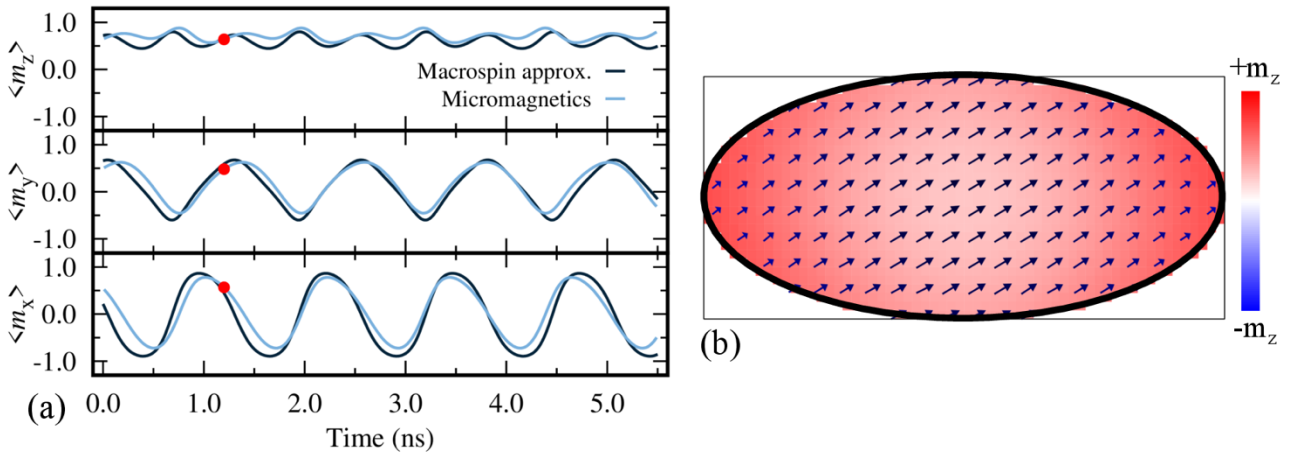 1.0
0.0
-1.0
<m_z>
Macrospin approx.
Micromagnetics
1.0
0.0
-1.0
<m_y>
1.0
0.0
-1.0
<m_x>
0.0 1.0 2.0 3.0 4.0 5.0
Time (ns)
(a)
+m_z
-m_z
(b)